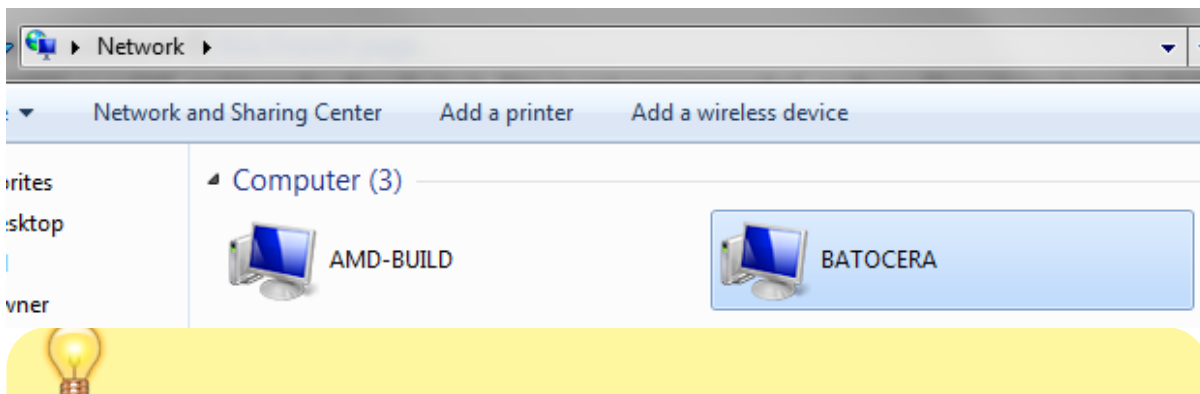 Network
Network and Sharing Center Add a printer Add a wireless device
Computer (3)
AMD-BUILD BATOCERA